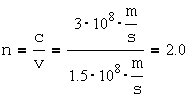 n = c/v = (3 · 10⁸ · m/s) / (1.5 · 10⁸ · m/s) = 2.0